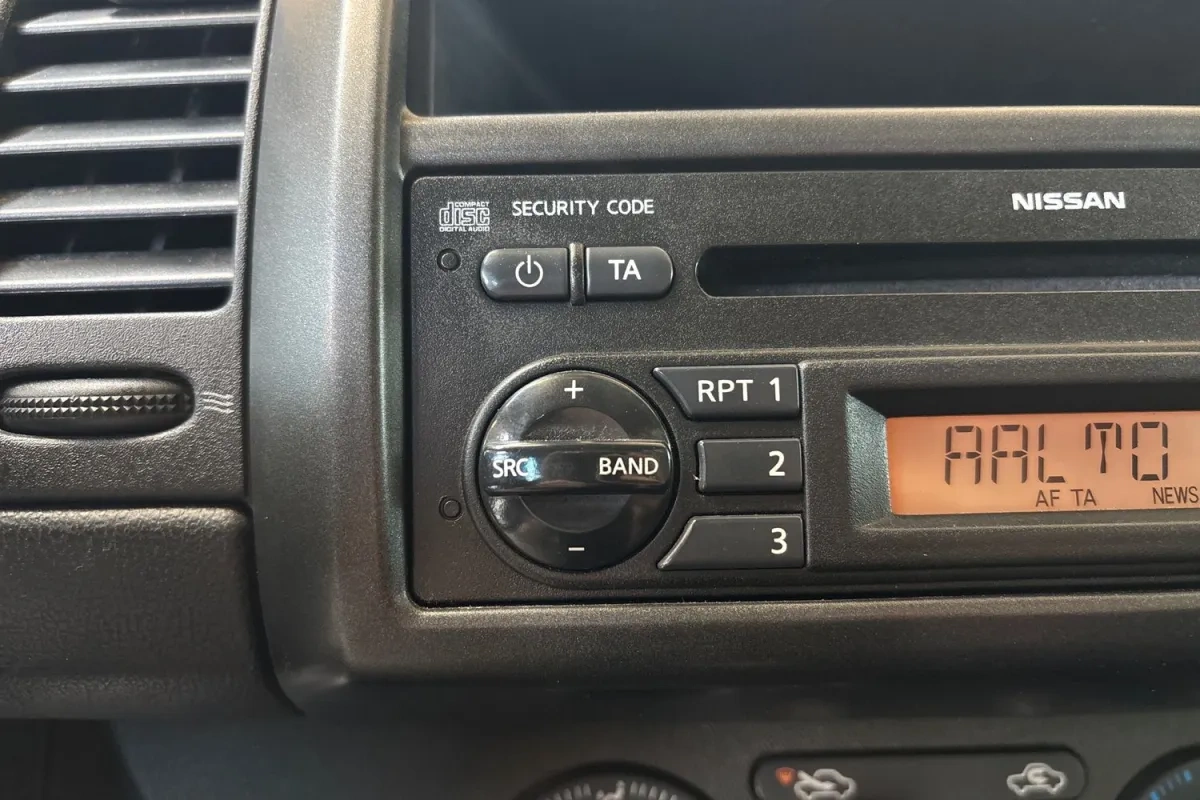 COMPACT
disc
DIGITAL AUDIO
SECURITY CODE
NISSAN
TA
+
RPT 1
SRC BAND
2
AALTO
AF TA NEWS
3
−